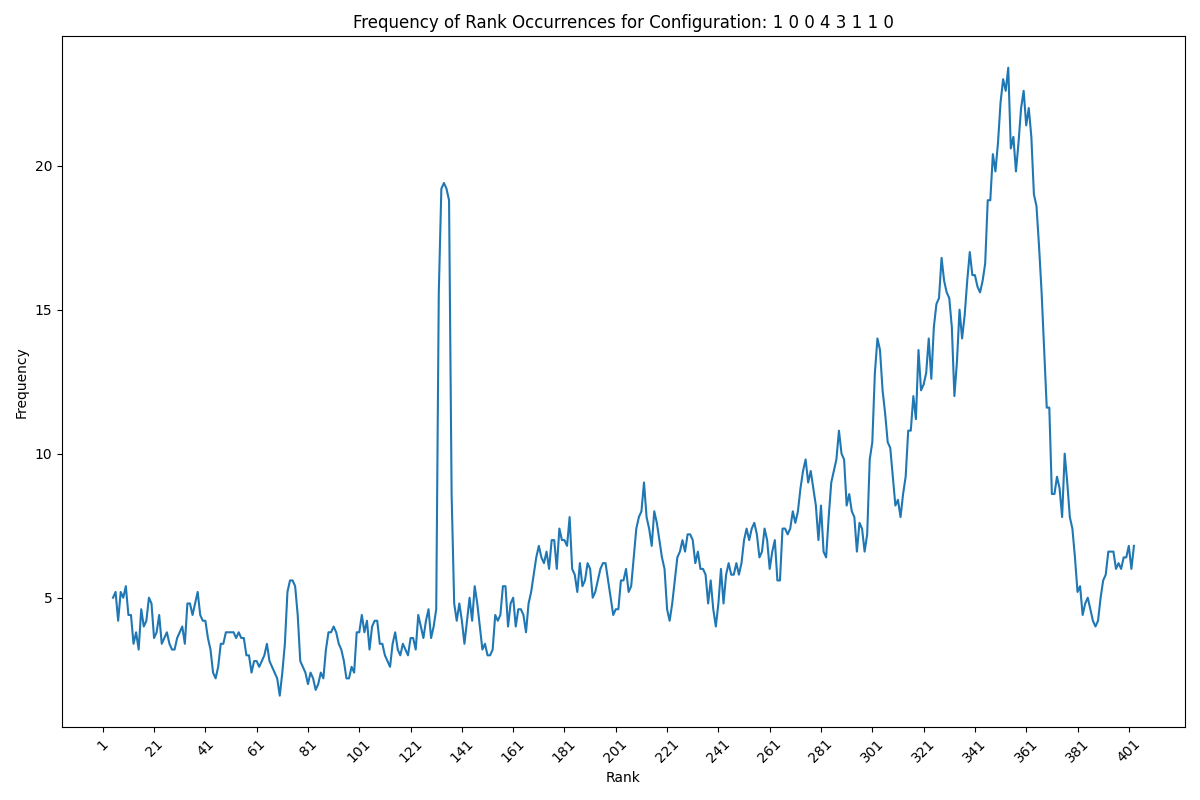 Frequency of Rank Occurrences for Configuration: 1 0 0 4 3 1 1 0
Frequency
20
15
10
5
1 21 41 61 81 101 121 141 161 181 201 221 241 261 281 301 321 341 361 381 401
Rank